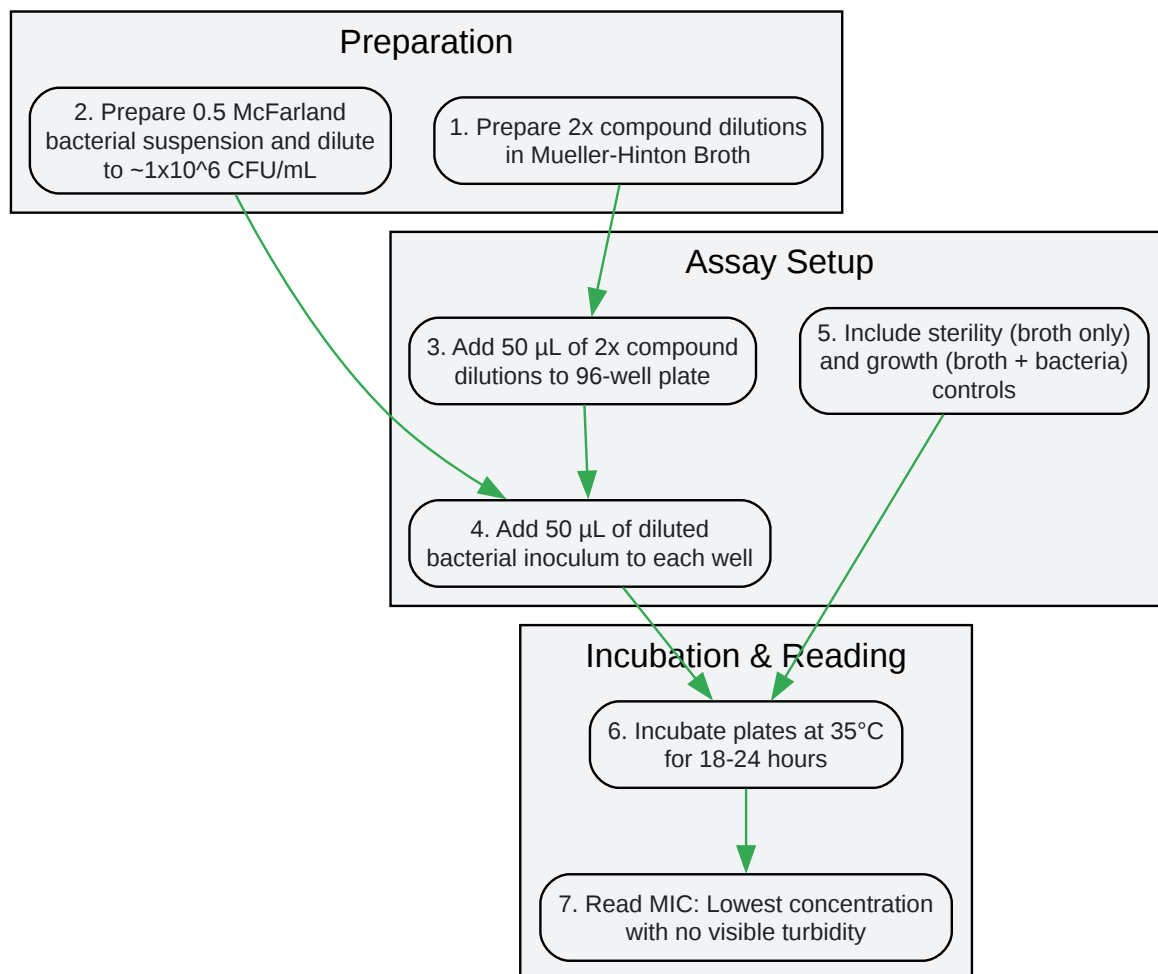 Preparation
2. Prepare 0.5 McFarland
bacterial suspension and dilute
to ~1x10^6 CFU/mL
1. Prepare 2x compound dilutions
in Mueller-Hinton Broth
Assay Setup
3. Add 50 µL of 2x compound
dilutions to 96-well plate
5. Include sterility (broth only)
and growth (broth + bacteria)
controls
4. Add 50 µL of diluted
bacterial inoculum to each well
Incubation & Reading
6. Incubate plates at 35°C
for 18-24 hours
7. Read MIC: Lowest concentration
with no visible turbidity